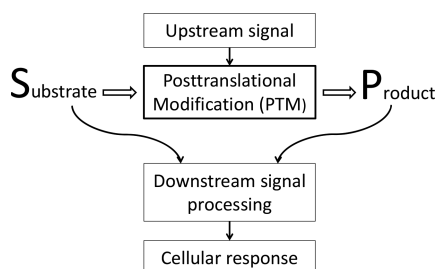 Upstream signal
Substrate
Posttranslational
Modification (PTM)
Product
Downstream signal
processing
Cellular response